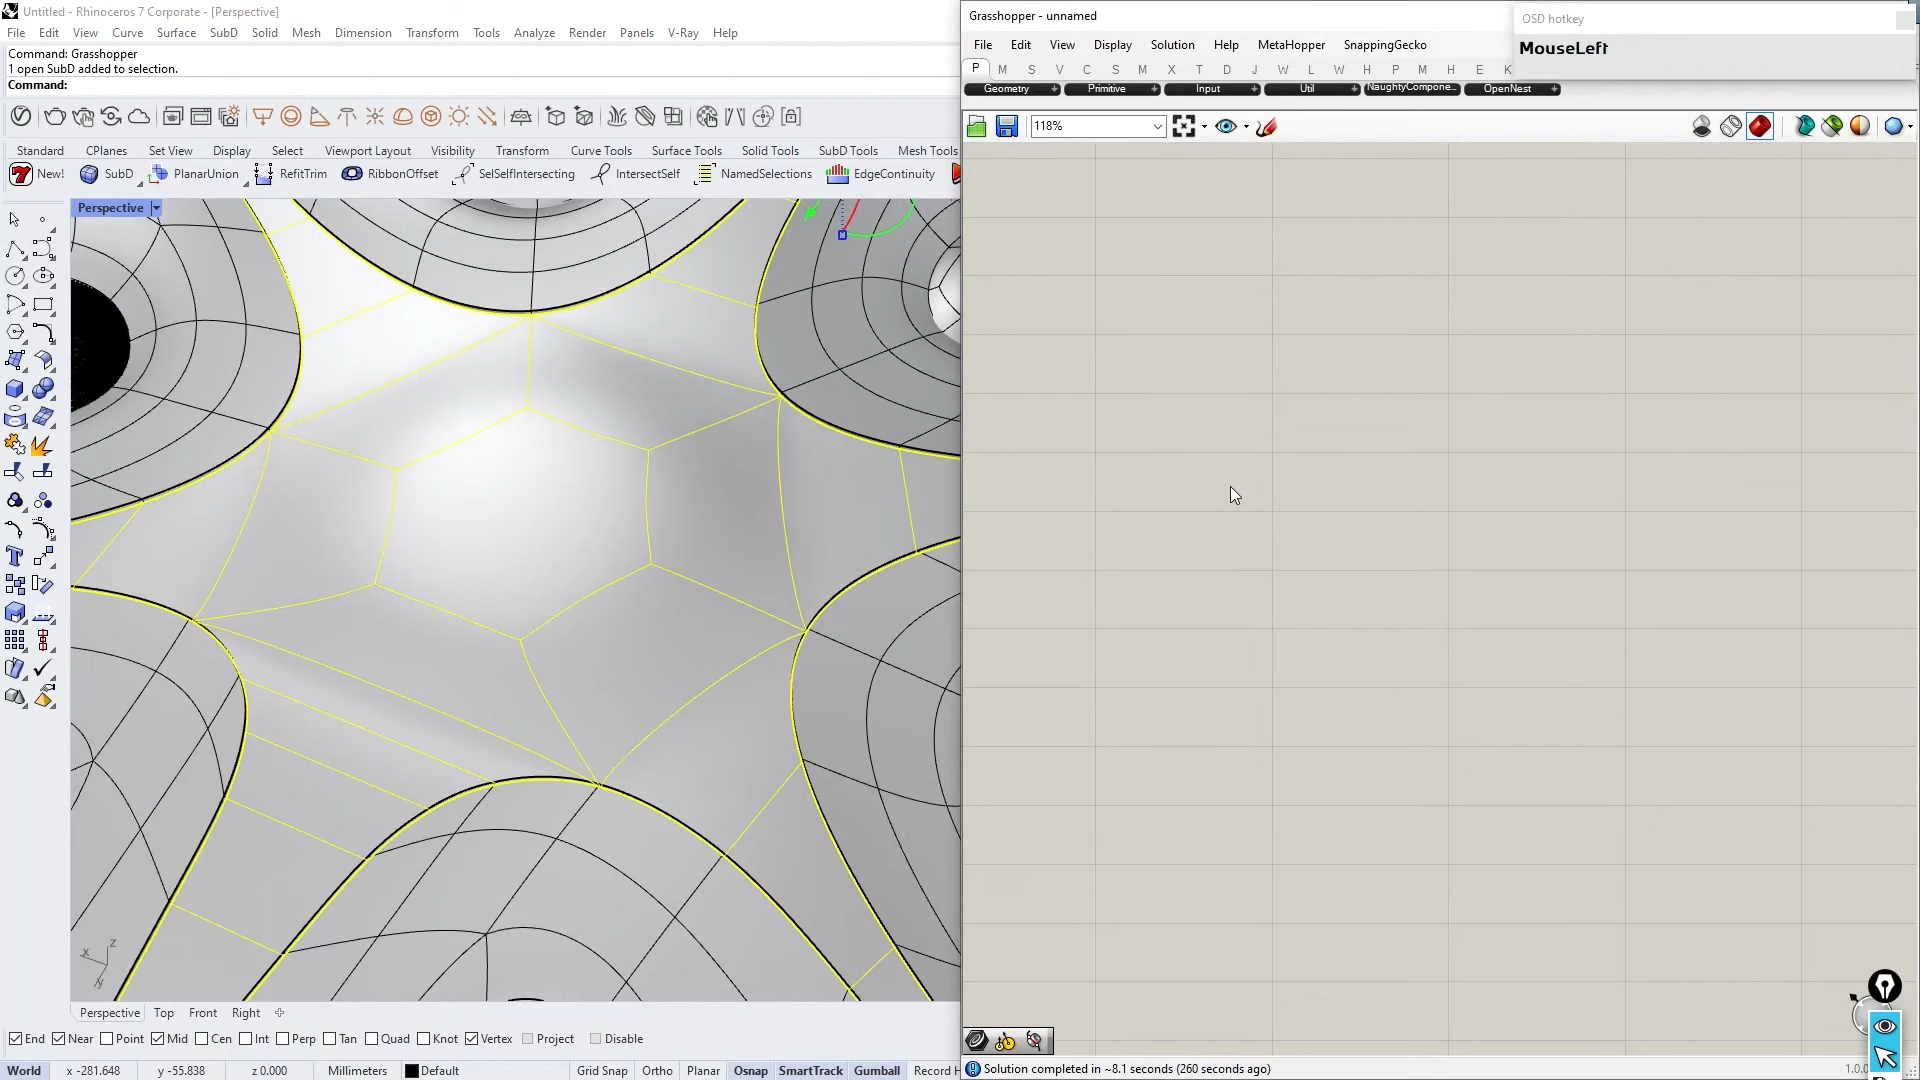 Untitled - Rhinoceros 7 Corporate - [Perspective]
File Edit View Curve Surface SubD Solid Mesh Dimension Transform Tools Analyze Render Panels V-Ray Help
Command: Grasshopper
1 open SubD added to selection.
Command:
Standard CPlanes Set View Display Select Viewport Layout Visibility Transform Curve Tools Surface Tools Solid Tools SubD Tools Mesh Tools
New! SubD PlanarUnion RefitTrim RibbonOffset SelSelfIntersecting IntersectSelf NamedSelections EdgeContinuity
Perspective
x z y
Perspective Top Front Right
End Near Point Mid Cen Int Perp Tan Quad Knot Vertex Project Disable
World x -281.648 y -55.838 z 0.000 Millimeters Default Grid Snap Ortho Planar Osnap SmartTrack Gumball Record H
Grasshopper - unnamed
OSD hotkey
MouseLeft
File Edit View Display Solution Help MetaHopper SnappingGecko
P M S V C S M X T D J W L W H P M H E K
Geometry Primitive Input Util NaughtyCompone... OpenNest
118%
Solution completed in ~8.1 seconds (260 seconds ago)
1.0.0